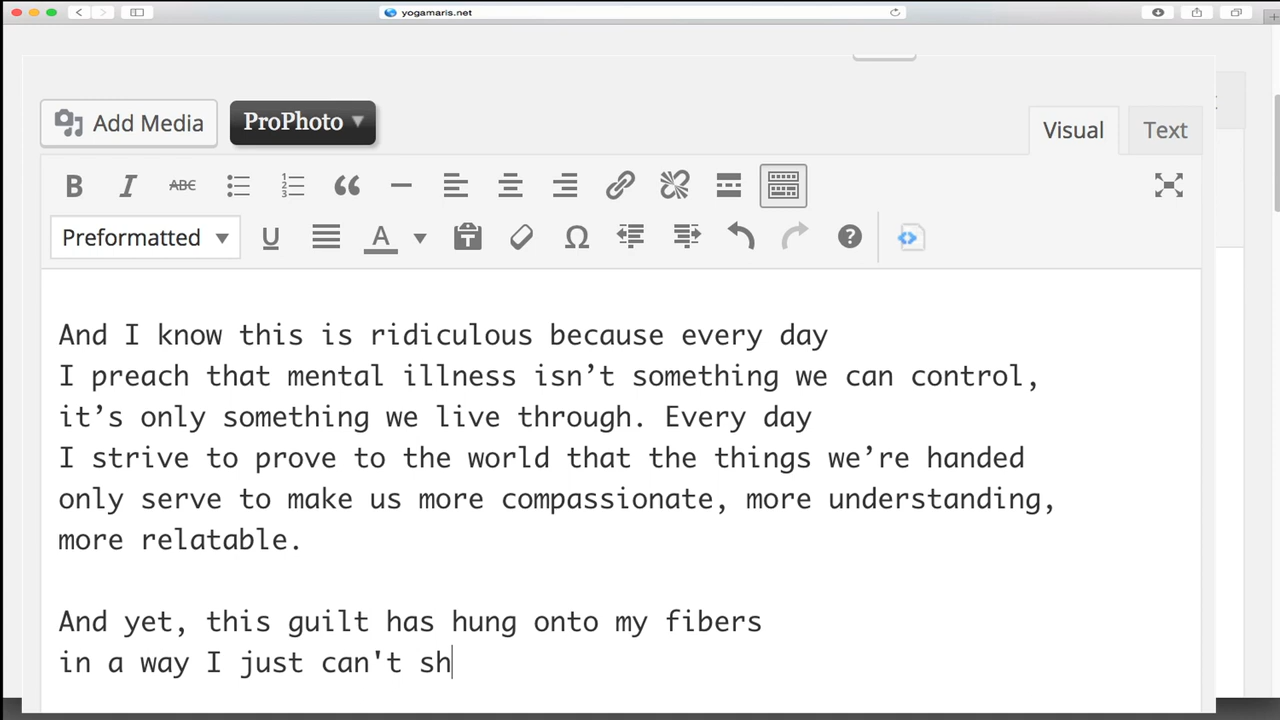 yogamaris.net
Add Media
ProPhoto
Visual
Text
B I ABC
Preformatted U A
And I know this is ridiculous because every day
I preach that mental illness isn’t something we can control,
it’s only something we live through. Every day
I strive to prove to the world that the things we’re handed
only serve to make us more compassionate, more understanding,
more relatable.
And yet, this guilt has hung onto my fibers
in a way I just can't sh